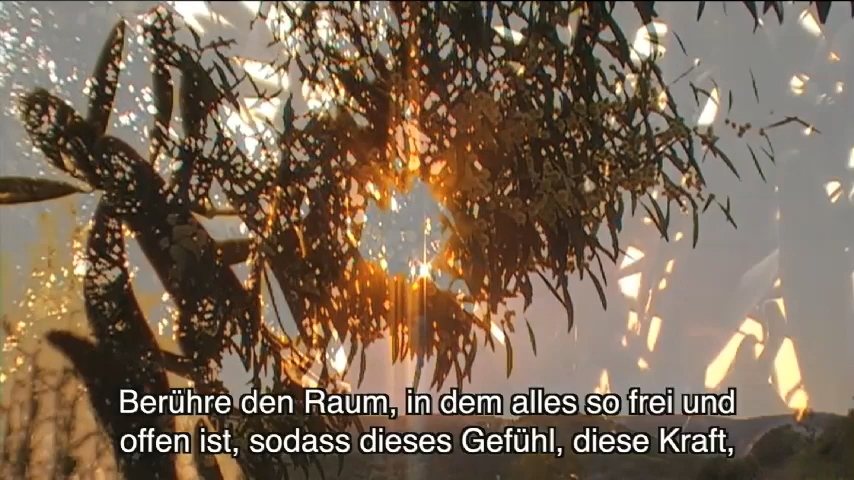 Berühre den Raum, in dem alles so frei und
offen ist, sodass dieses Gefühl, diese Kraft,